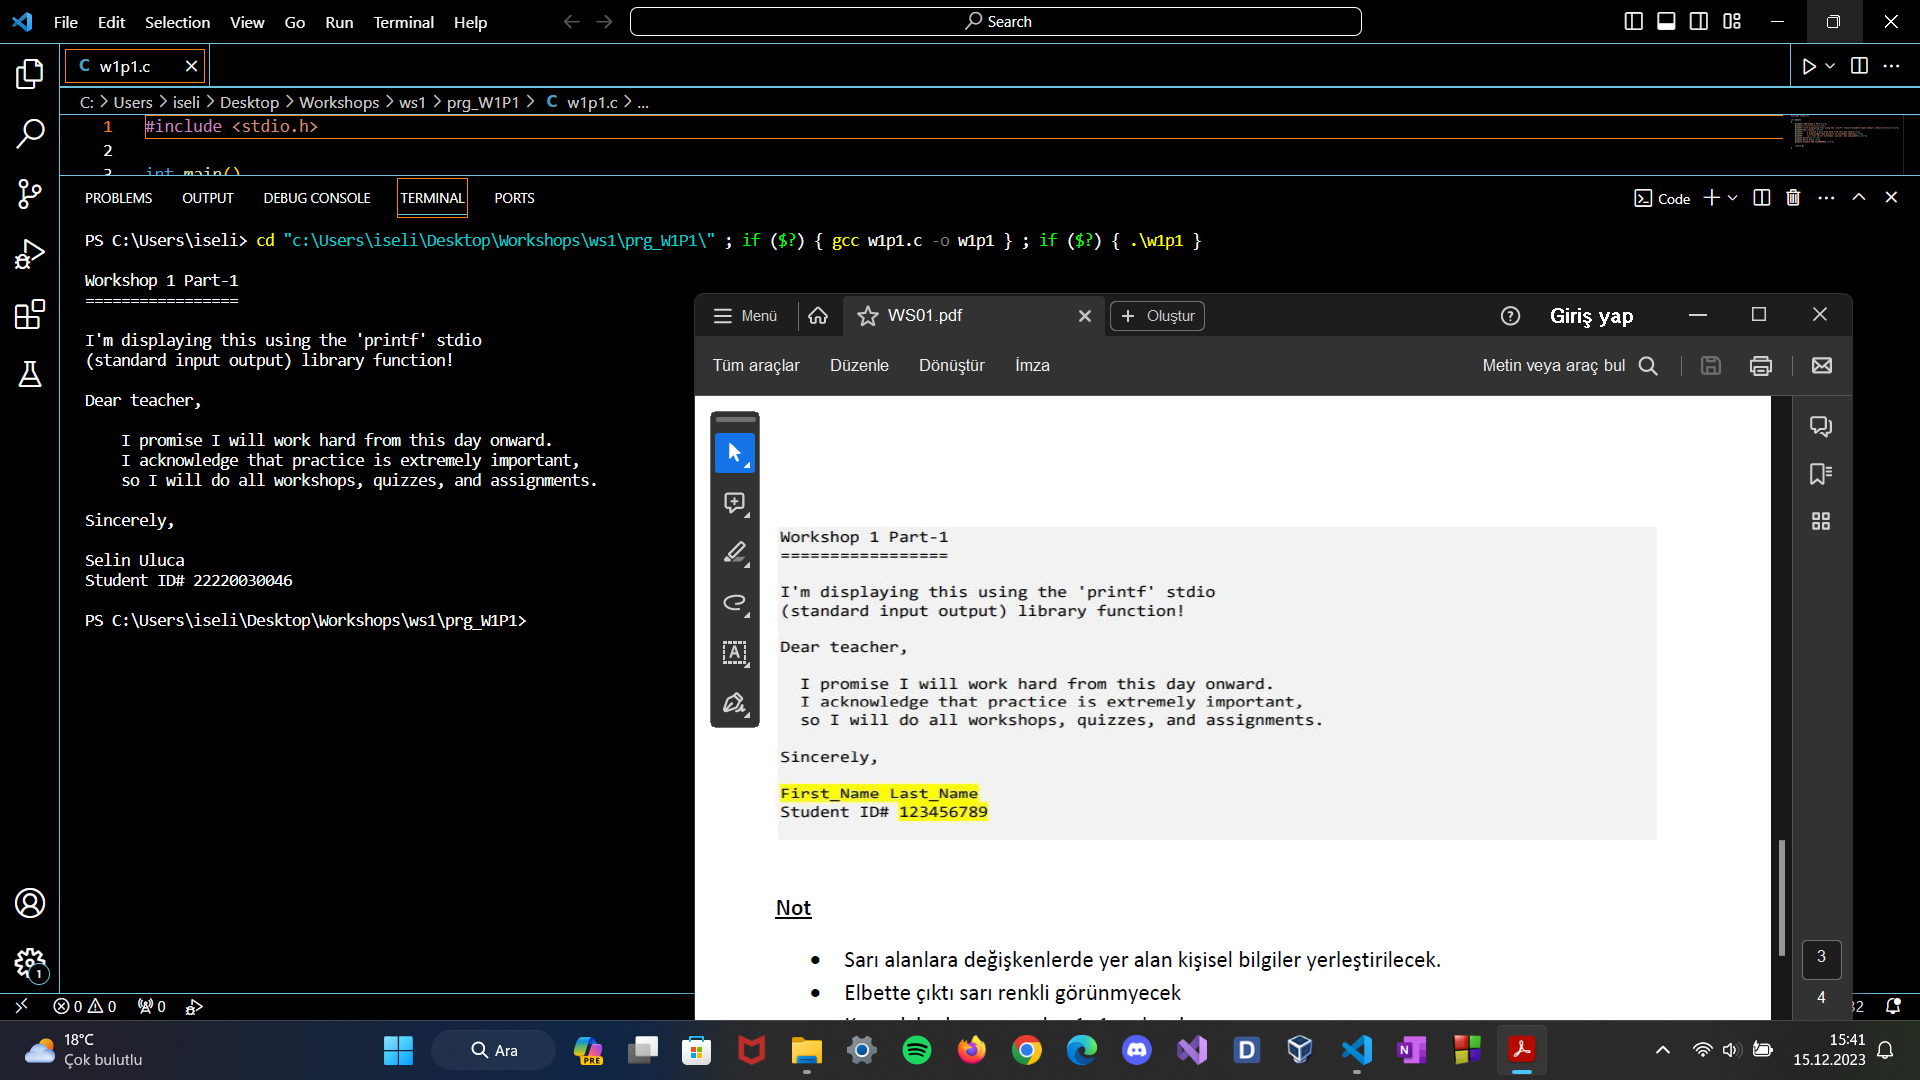 File Edit Selection View Go Run Terminal Help
Search
C w1p1.c
C: > Users > iseli > Desktop > Workshops > ws1 > prg_W1P1 > C w1p1.c > ...
1 #include <stdio.h>
2
3 int main()
PROBLEMS OUTPUT DEBUG CONSOLE TERMINAL PORTS
Code
PS C:\Users\iseli> cd "c:\Users\iseli\Desktop\Workshops\ws1\prg_W1P1\" ; if ($?) { gcc w1p1.c -o w1p1 } ; if ($?) { .\w1p1 }
Workshop 1 Part-1
=================
I'm displaying this using the 'printf' stdio
(standard input output) library function!
Dear teacher,
I promise I will work hard from this day onward.
I acknowledge that practice is extremely important,
so I will do all workshops, quizzes, and assignments.
Sincerely,
Selin Uluca
Student ID# 22220030046
PS C:\Users\iseli\Desktop\Workshops\ws1\prg_W1P1>
Menü WS01.pdf Oluştur Giriş yap
Tüm araçlar Düzenle Dönüştür İmza Metin veya araç bul
Workshop 1 Part-1
=================
I'm displaying this using the 'printf' stdio
(standard input output) library function!
Dear teacher,
I promise I will work hard from this day onward.
I acknowledge that practice is extremely important,
so I will do all workshops, quizzes, and assignments.
Sincerely,
First_Name Last_Name
Student ID# 123456789
Not
• Sarı alanlara değişkenlerde yer alan kişisel bilgiler yerleştirilecek.
• Elbette çıktı sarı renkli görünmyecek
3
4
1
0 0 0
18°C
Çok bulutlu
Ara
PRE
15:41
15.12.2023